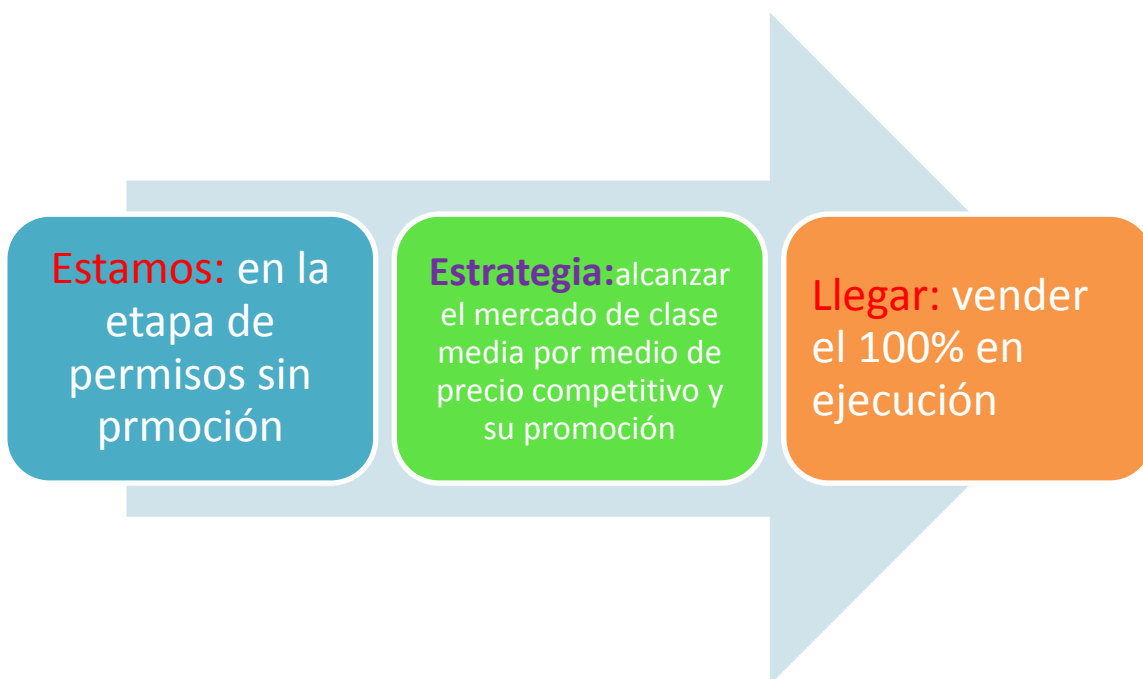 Estamos: en la
etapa de
permisos sin
prmoción
Estrategia:alcanzar
el mercado de clase
media por medio de
precio competitivo y
su promoción
Llegar: vender
el 100% en
ejecución